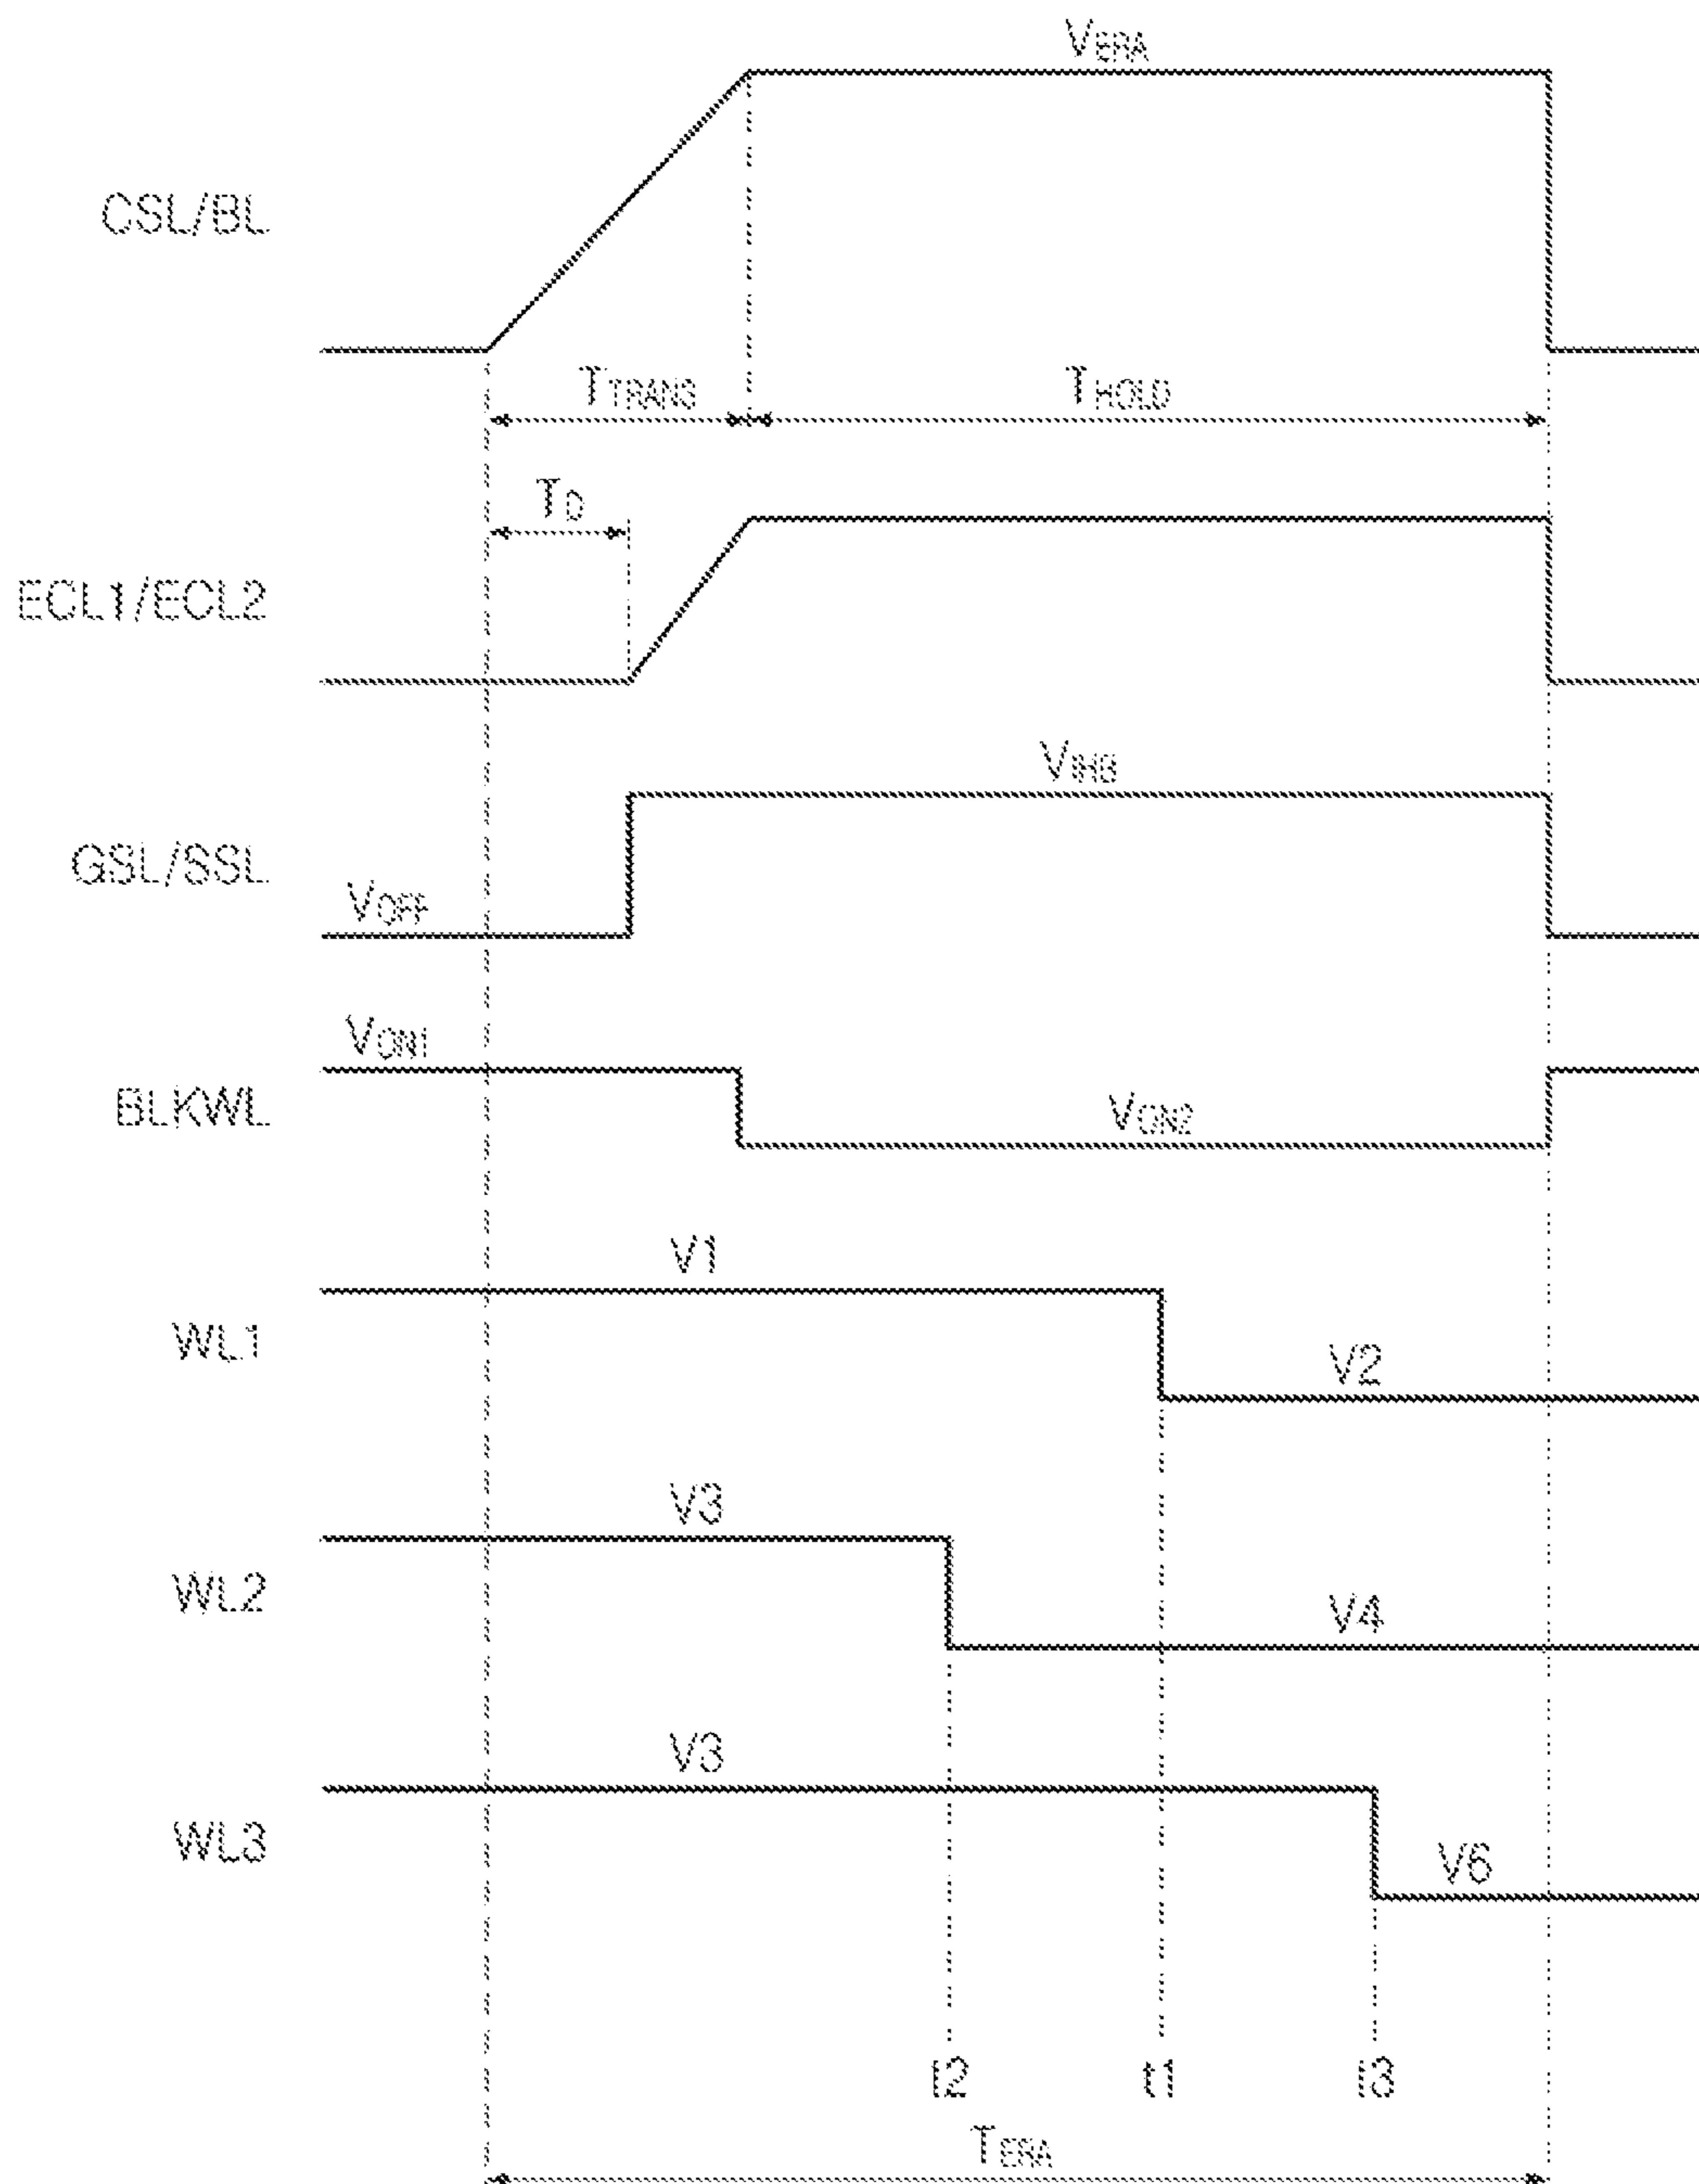 VERA
CSL/BL
TTRANS
THOLD
TD
ECL1/ECL2
VIHB
GSL/SSL
VOFF
VON1
BLKWL
VON2
V1
WL1
V2
V3
WL2
V4
V3
WL3
V6
t2
t1
t3
TERA